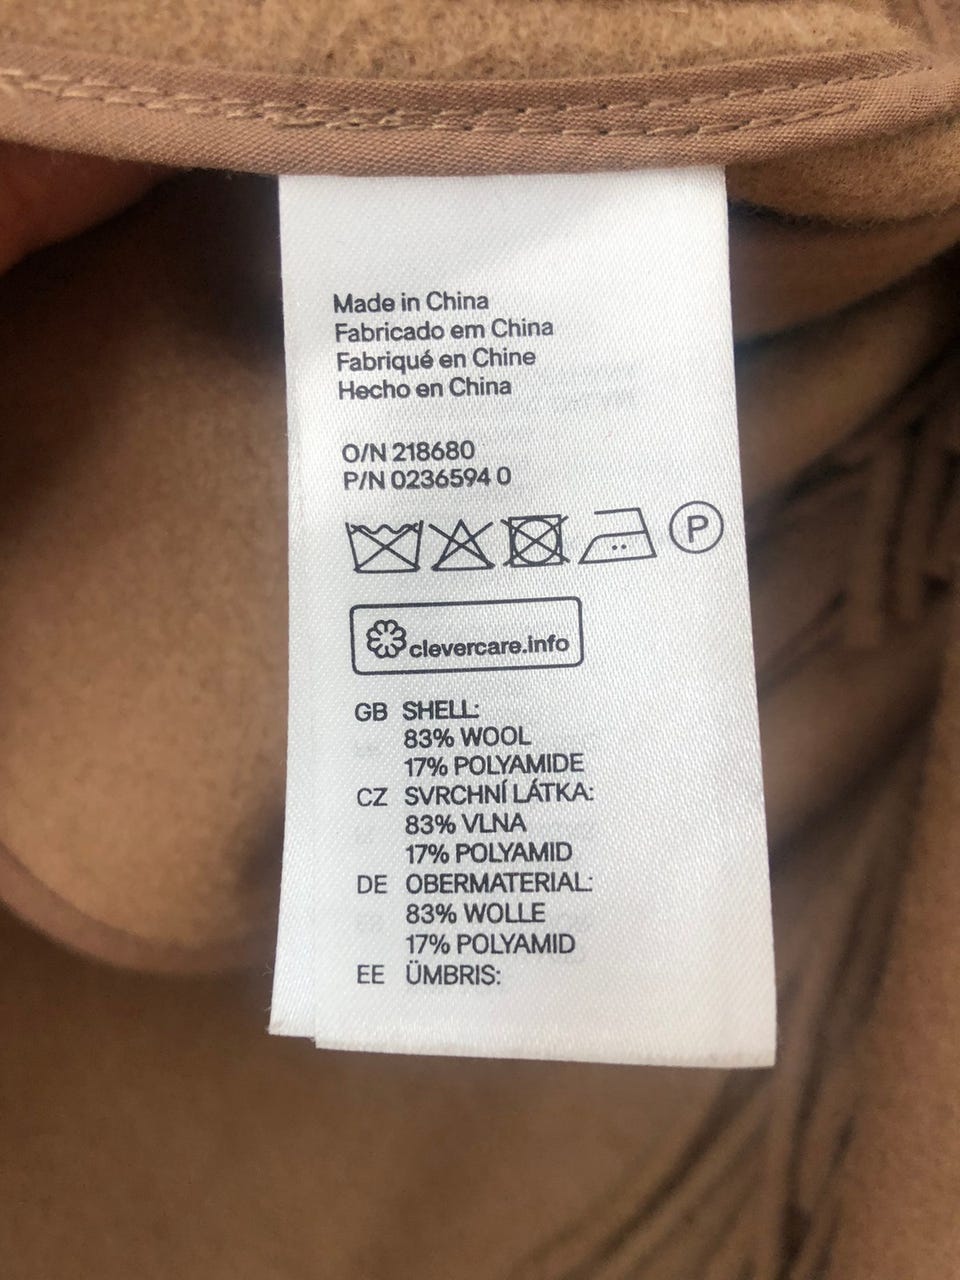 Made in China
Fabricado em China
Fabriqué en Chine
Hecho en China
O/N 218680
P/N 0236594 0
P
clevercare.info
GB SHELL:
83% WOOL
17% POLYAMIDE
CZ SVRCHNÍ LÁTKA:
83% VLNA
17% POLYAMID
DE OBERMATERIAL:
83% WOLLE
17% POLYAMID
EE ÜMBRIS: